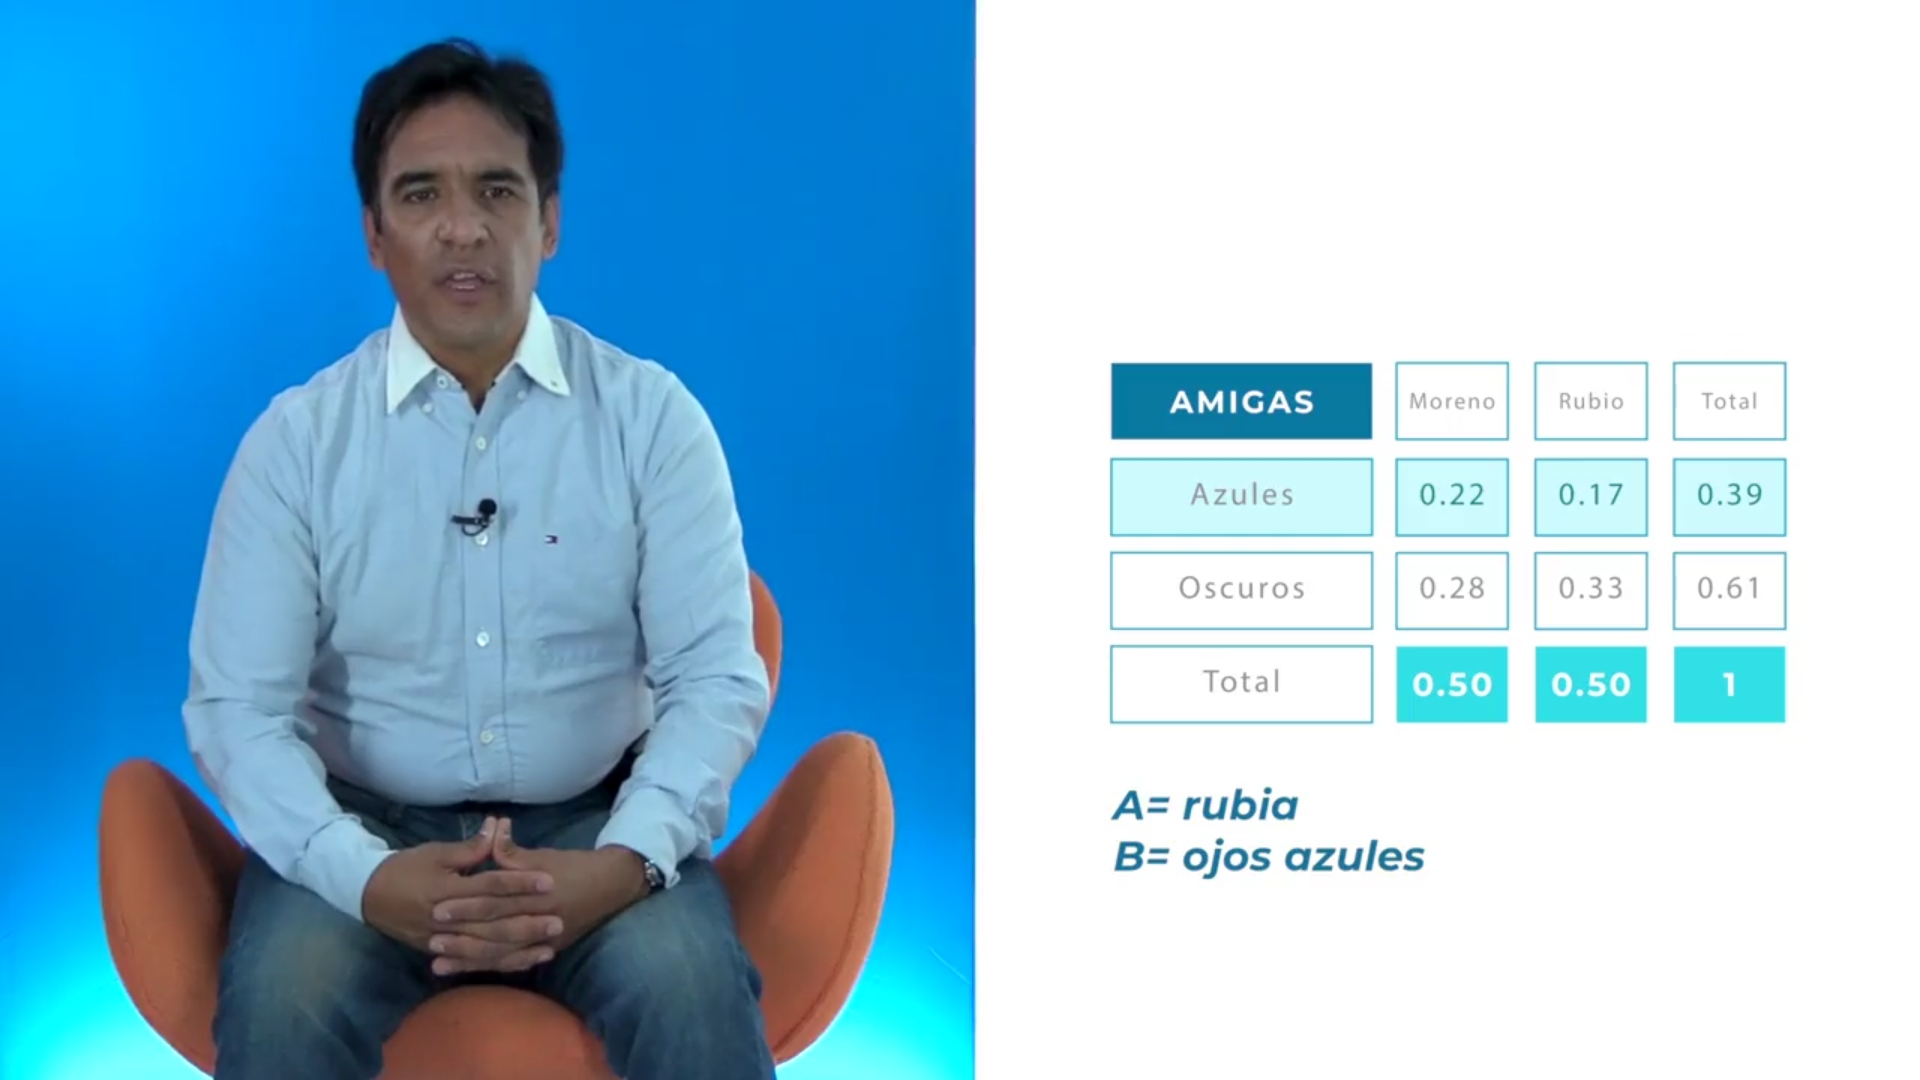 AMIGAS Moreno Rubio Total
Azules 0.22 0.17 0.39
Oscuros 0.28 0.33 0.61
Total 0.50 0.50 1
A= rubia
B= ojos azules